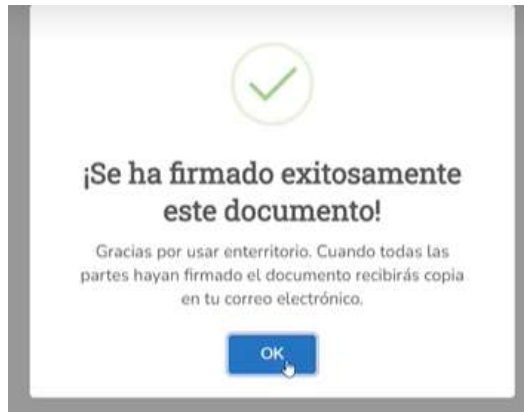 ¡Se ha firmado exitosamente
este documento!
Gracias por usar enterritorio. Cuando todas las
partes hayan firmado el documento recibirás copia
en tu correo electrónico.
OK